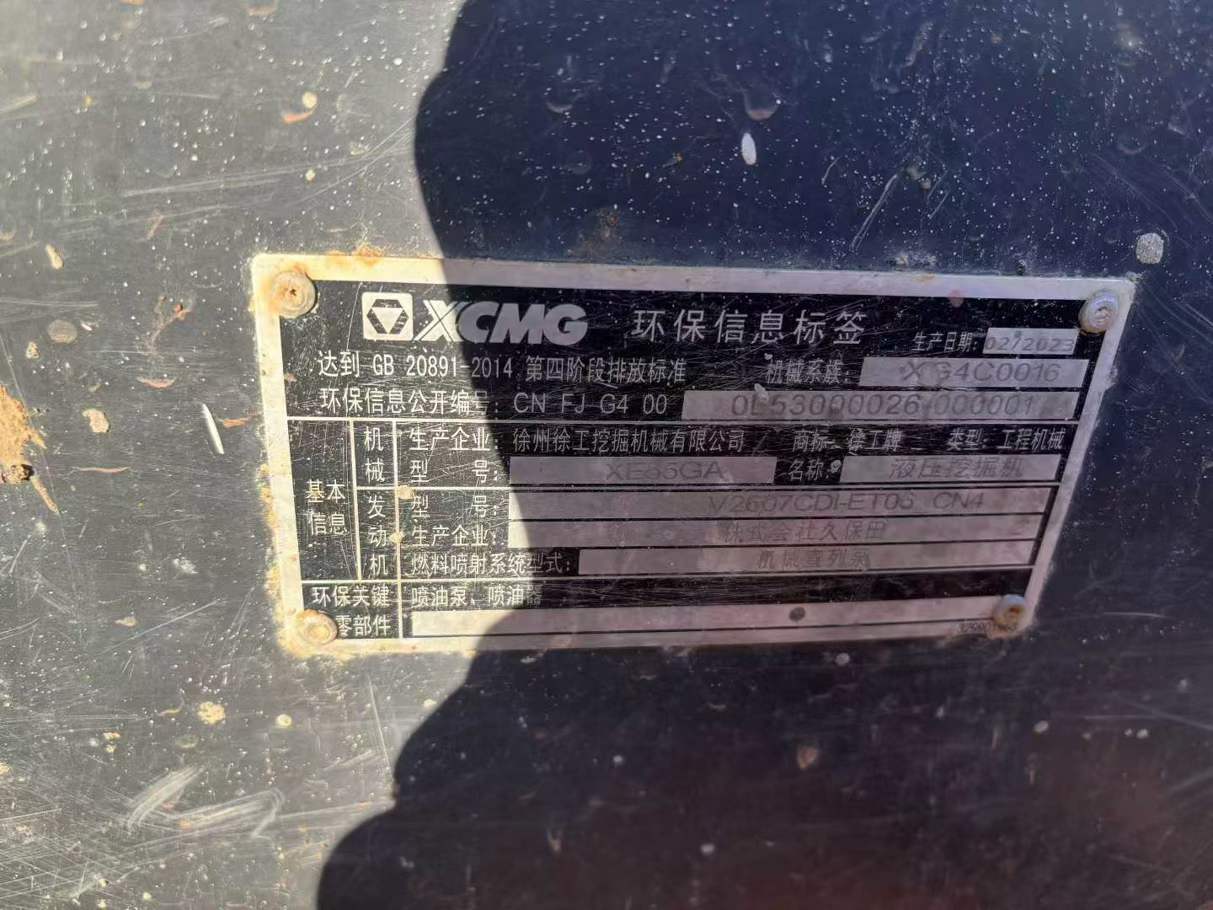 XCMG 环保信息标签 生产日期: 02/2023
达到 GB 20891-2014 第四阶段排放标准 机械系族:
环保信息公开编号: CN FJ G4 00
基本信息
机械 生产企业: 徐州徐工挖掘机械有限公司 商标: 徐工牌 类型: 工程机械
型号: 名称: 液压挖掘机
发动机 型号: CN4
生产企业: 株式会社久保田
燃料喷射系统型式: 机械直列泵
环保关键零部件 喷油泵、喷油器